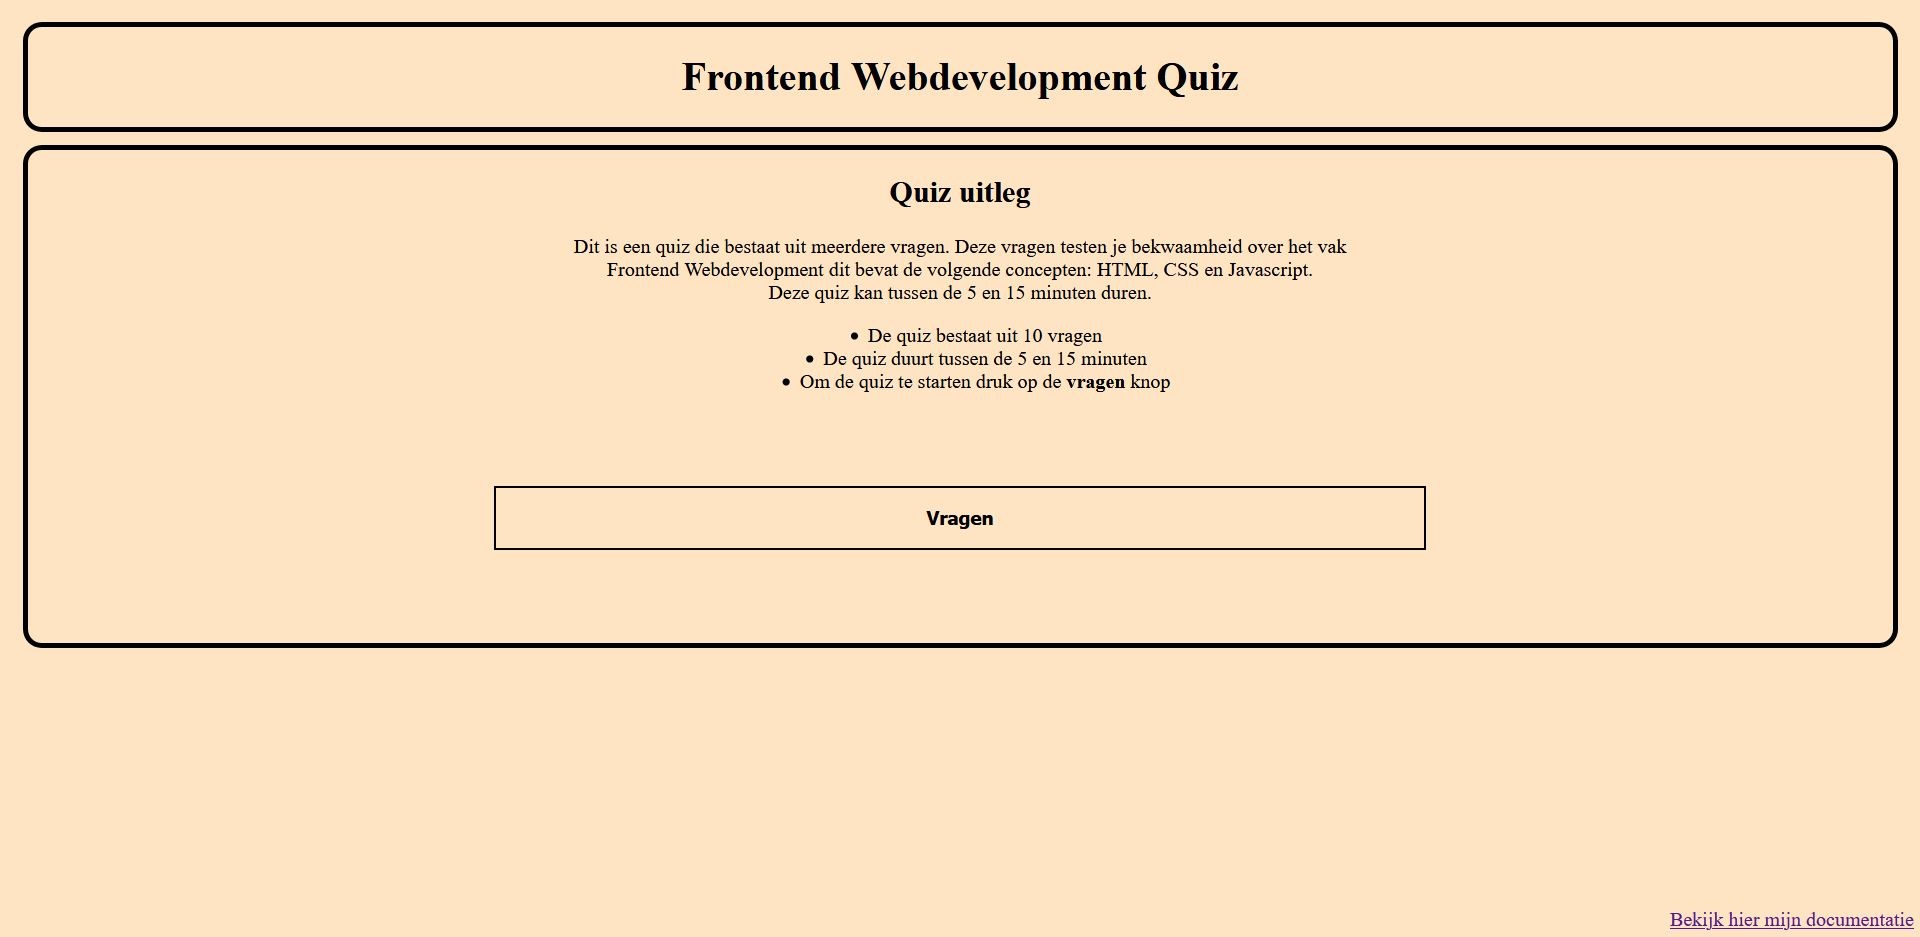 Frontend Webdevelopment Quiz
Quiz uitleg
Dit is een quiz die bestaat uit meerdere vragen. Deze vragen testen je bekwaamheid over het vak
Frontend Webdevelopment dit bevat de volgende concepten: HTML, CSS en Javascript.
Deze quiz kan tussen de 5 en 15 minuten duren.
• De quiz bestaat uit 10 vragen
• De quiz duurt tussen de 5 en 15 minuten
• Om de quiz te starten druk op de vragen knop
Vragen
Bekijk hier mijn documentatie